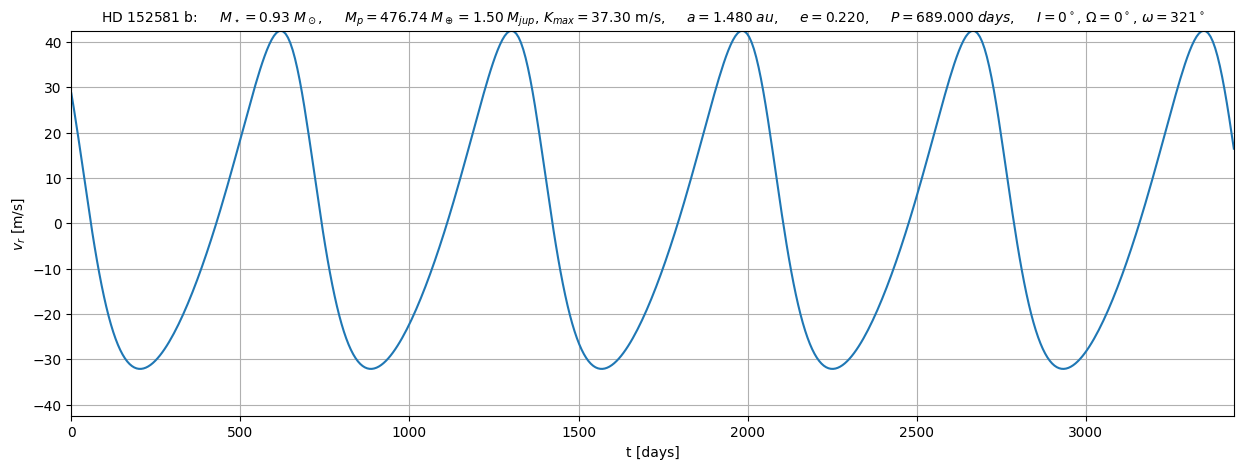 HD 152581 b: M⋆ = 0.93 M⊙, Mp = 476.74 M⊕ = 1.50 Mjup, Kmax = 37.30 m/s, a = 1.480 au, e = 0.220, P = 689.000 days, I = 0°, Ω = 0°, ω = 321°
40
30
20
10
0
−10
−20
−30
−40
vr [m/s]
0 500 1000 1500 2000 2500 3000
t [days]